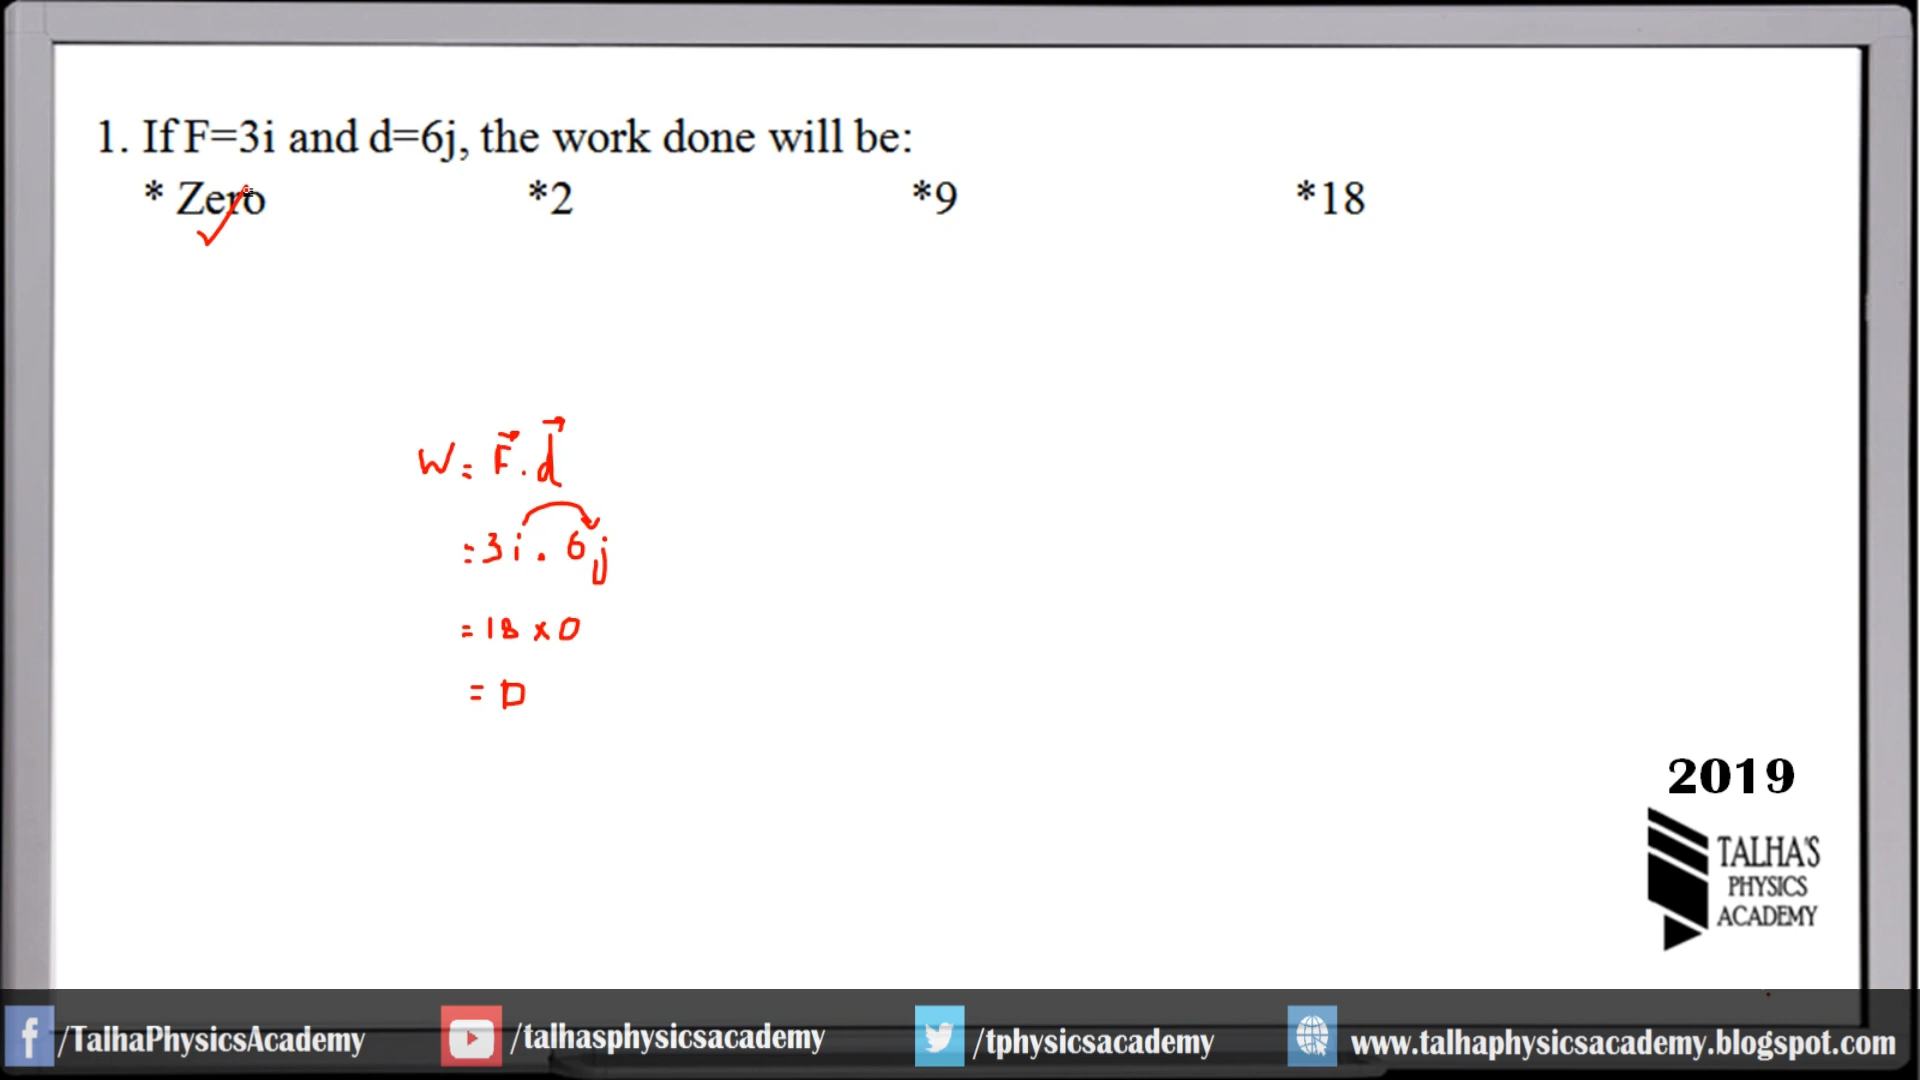 1. If F=3i and d=6j, the work done will be:
* Zero *2 *9 *18
W = F⃗ . d⃗
= 3i . 6j
= 18 × 0
= 0
2019
TALHA'S
PHYSICS
ACADEMY
/TalhaPhysicsAcademy /talhasphysicsacademy /tphysicsacademy www.talhaphysicsacademy.blogspot.com